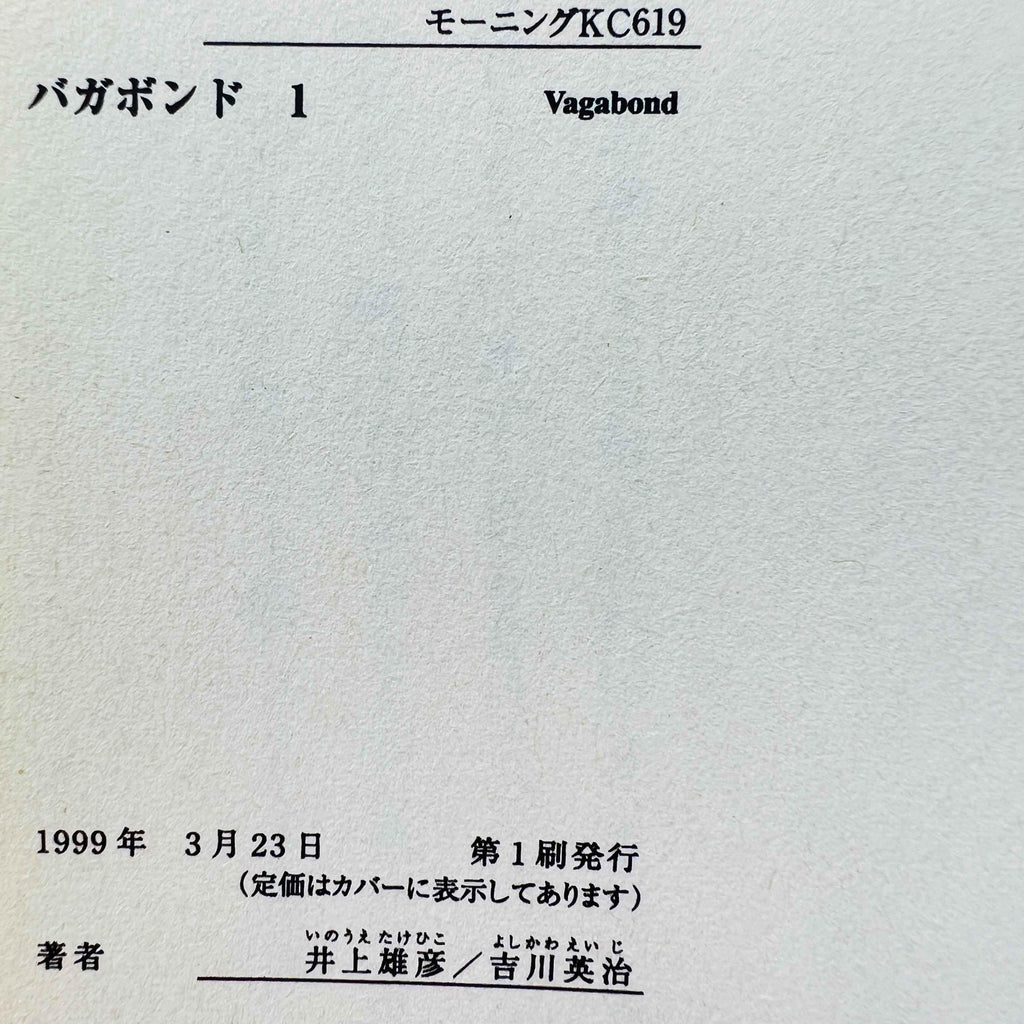 モーニングKC619
バガボンド 1 Vagabond
1999年 3月23日 第1刷発行
(定価はカバーに表示してあります)
いのうえ たけひこ よしかわ えい じ
著者 井上雄彦／吉川英治